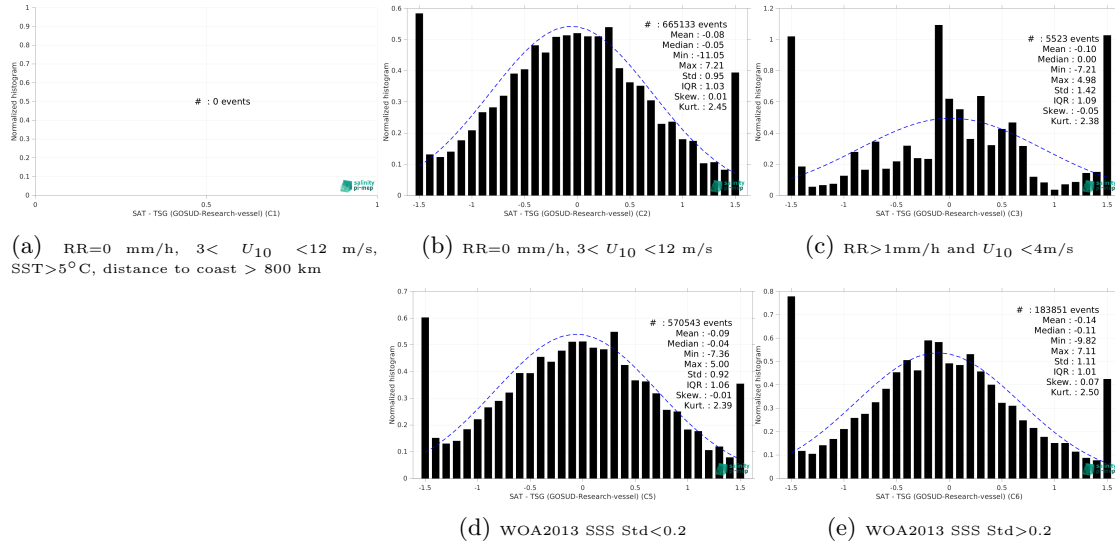 1
0.8
0.6
0.4
0.2
0
0
0.5
1
Normalized histogram
# : 0 events
salinity
pi-mep
SAT - TSG (GOSUD-Research-vessel) (C1)
(a) RR=0 mm/h, 3< U10 <12 m/s,
SST>5°C, distance to coast > 800 km
0.6
0.5
0.4
0.3
0.2
0.1
0
-1.5
-1
-0.5
0
0.5
1
1.5
Normalized histogram
# : 665133 events
Mean : -0.08
Median : -0.05
Min : -11.05
Max : 7.21
Std : 0.95
IQR : 1.03
Skew. : 0.01
Kurt. : 2.45
salinity
pi-mep
SAT - TSG (GOSUD-Research-vessel) (C2)
(b) RR=0 mm/h, 3< U10 <12 m/s
1.2
1
0.8
0.6
0.4
0.2
0
-1.5
-1
-0.5
0
0.5
1
1.5
Normalized histogram
# : 5523 events
Mean : -0.10
Median : 0.00
Min : -7.21
Max : 4.98
Std : 1.42
IQR : 1.09
Skew. : -0.05
Kurt. : 2.38
salinity
pi-mep
SAT - TSG (GOSUD-Research-vessel) (C3)
(c) RR>1mm/h and U10 <4m/s
0.7
0.6
0.5
0.4
0.3
0.2
0.1
0
-1.5
-1
-0.5
0
0.5
1
1.5
Normalized histogram
# : 570543 events
Mean : -0.09
Median : -0.04
Min : -7.36
Max : 5.00
Std : 0.92
IQR : 1.06
Skew. : -0.01
Kurt. : 2.39
salinity
pi-mep
SAT - TSG (GOSUD-Research-vessel) (C5)
(d) WOA2013 SSS Std<0.2
0.8
0.7
0.6
0.5
0.4
0.3
0.2
0.1
0
-1.5
-1
-0.5
0
0.5
1
1.5
Normalized histogram
# : 183851 events
Mean : -0.14
Median : -0.11
Min : -9.82
Max : 7.11
Std : 1.11
IQR : 1.01
Skew. : 0.07
Kurt. : 2.50
salinity
pi-mep
SAT - TSG (GOSUD-Research-vessel) (C6)
(e) WOA2013 SSS Std>0.2